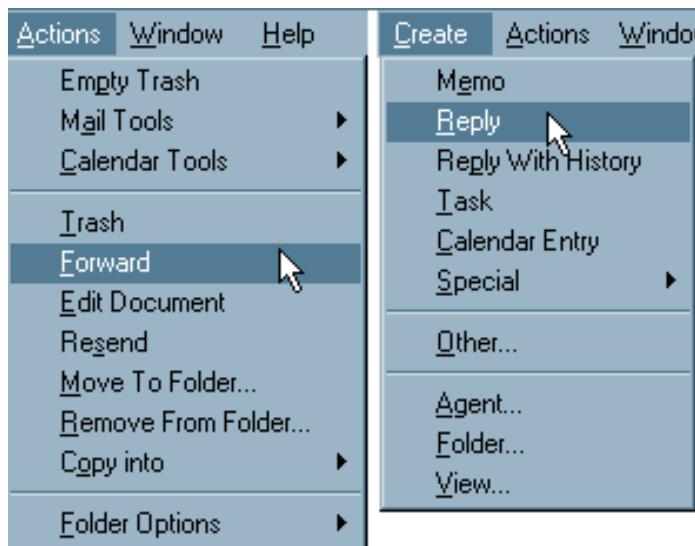 Actions Window Help
Empty Trash
Mail Tools
Calendar Tools
Trash
Forward
Edit Document
Resend
Move To Folder...
Remove From Folder...
Copy into
Folder Options
Create Actions Windo
Memo
Reply
Reply With History
Task
Calendar Entry
Special
Other...
Agent...
Folder...
View...